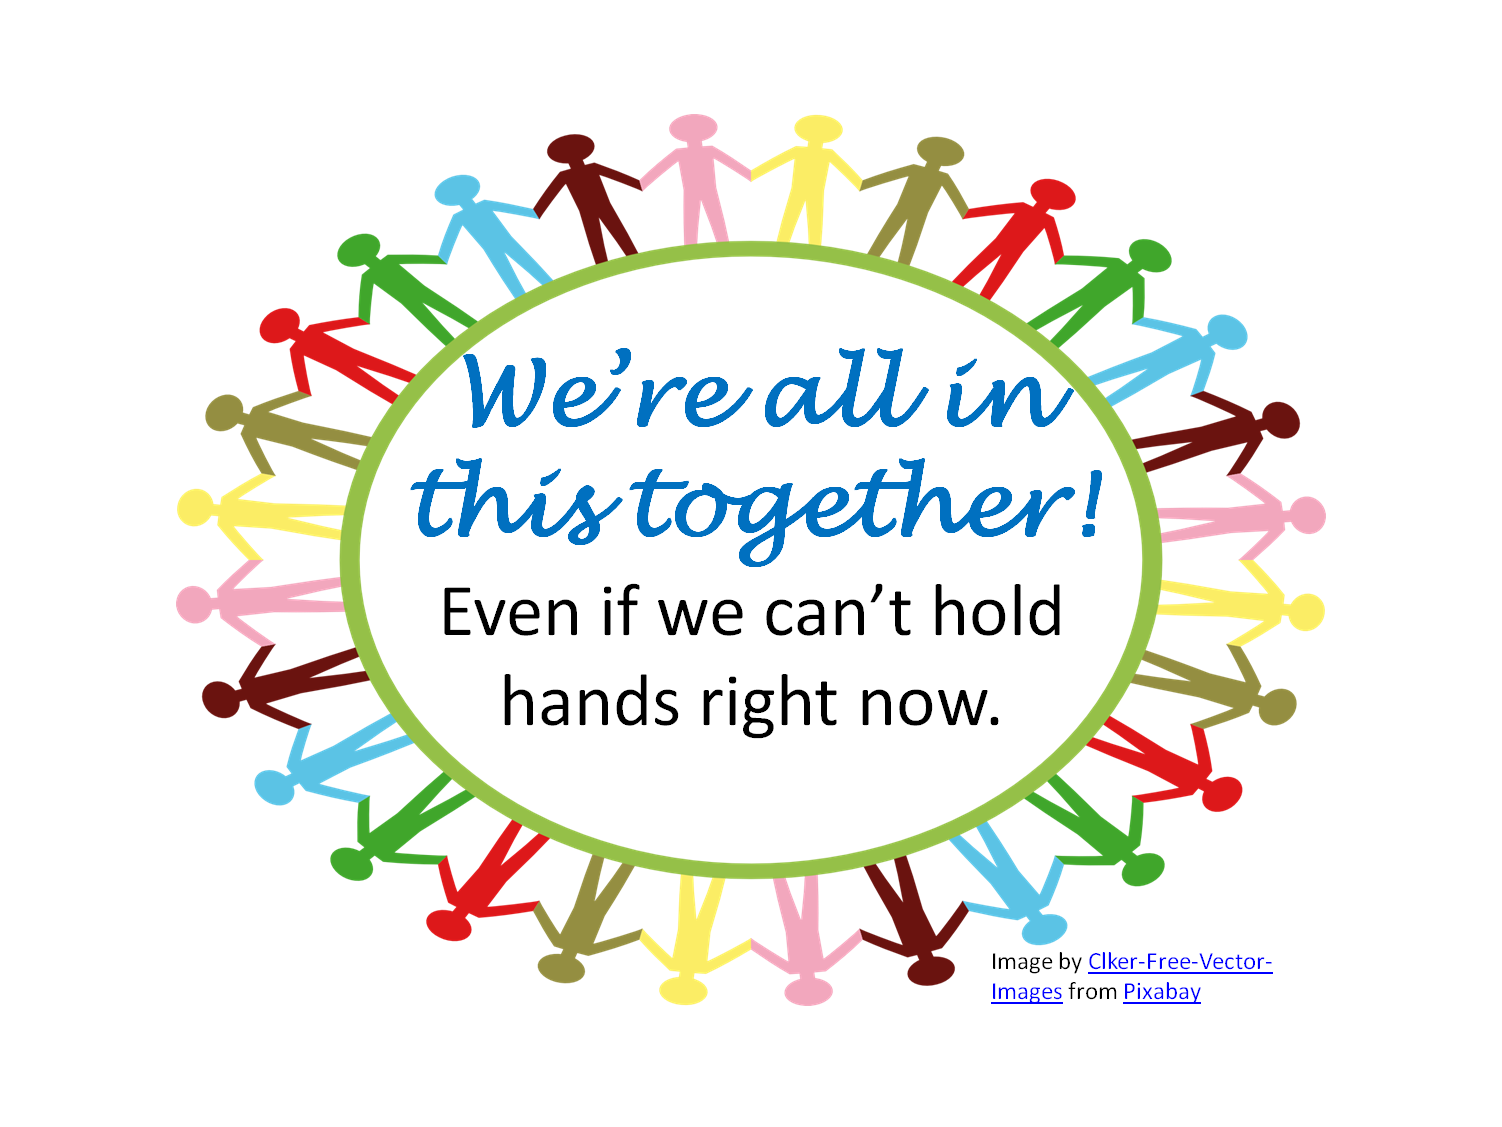 We’re all in
this together!
Even if we can’t hold
hands right now.
Image by Clker-Free-Vector-
Images from Pixabay